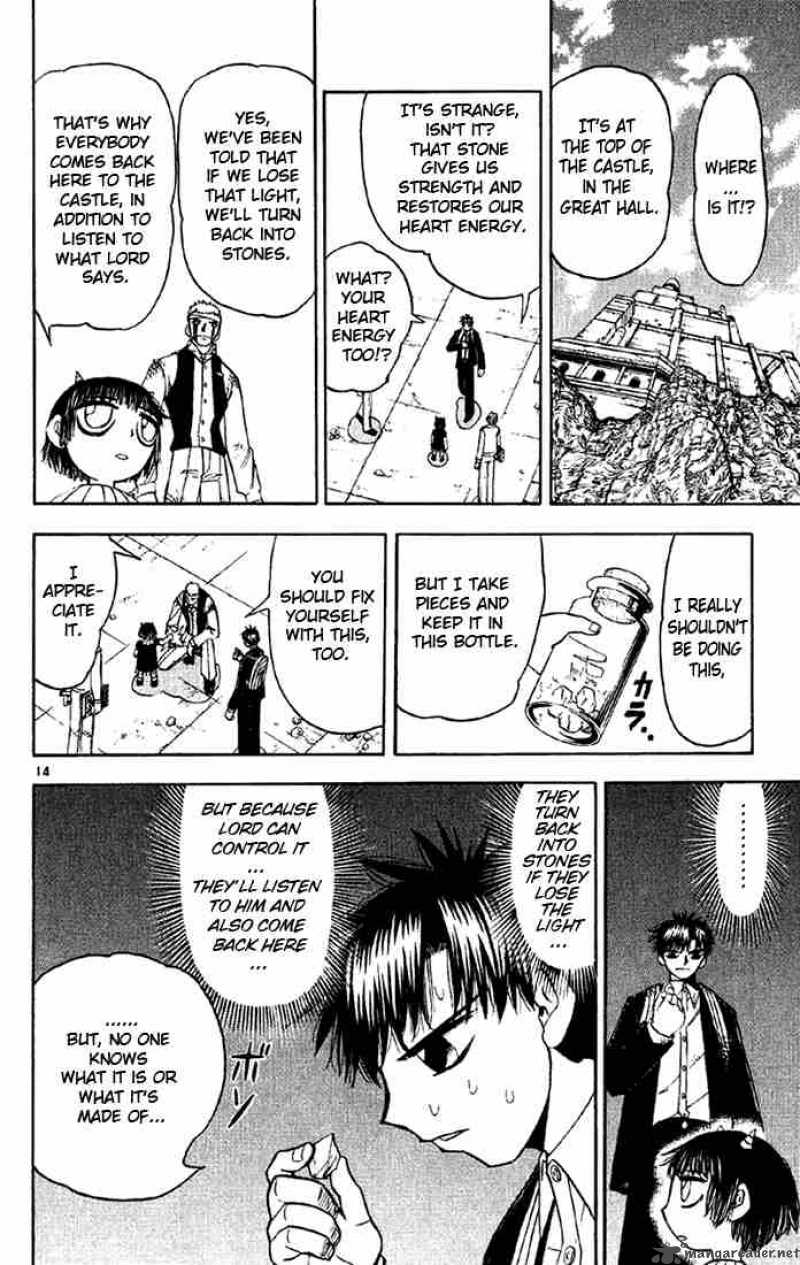 WHERE
...
IS IT!?
IT'S AT
THE TOP OF
THE CASTLE,
IN THE
GREAT HALL.
IT'S STRANGE,
ISN'T IT?
THAT STONE
GIVES US
STRENGTH AND
RESTORES OUR
HEART ENERGY.
WHAT?
YOUR
HEART
ENERGY
TOO!?
YES,
WE'VE BEEN
TOLD THAT
IF WE LOSE
THAT LIGHT,
WE'LL TURN
BACK INTO
STONES.
THAT'S WHY
EVERYBODY
COMES BACK
HERE TO THE
CASTLE, IN
ADDITION TO
LISTEN TO
WHAT LORD
SAYS.
I REALLY
SHOULDN'T
BE DOING
THIS,
BUT I TAKE
PIECES AND
KEEP IT IN
THIS BOTTLE.
カラ
YOU
SHOULD FIX
YOURSELF
WITH THIS,
TOO.
I
APPRE-
CIATE
IT.
14
.........
THEY
TURN
BACK
INTO
STONES
IF THEY
LOSE
THE
LIGHT
...
BUT BECAUSE
LORD CAN
CONTROL IT
...
THEY'LL LISTEN
TO HIM AND
ALSO COME
BACK HERE
...
ボン
......
BUT, NO ONE
KNOWS
WHAT IT IS OR
WHAT IT'S
MADE OF...
mangareader.net